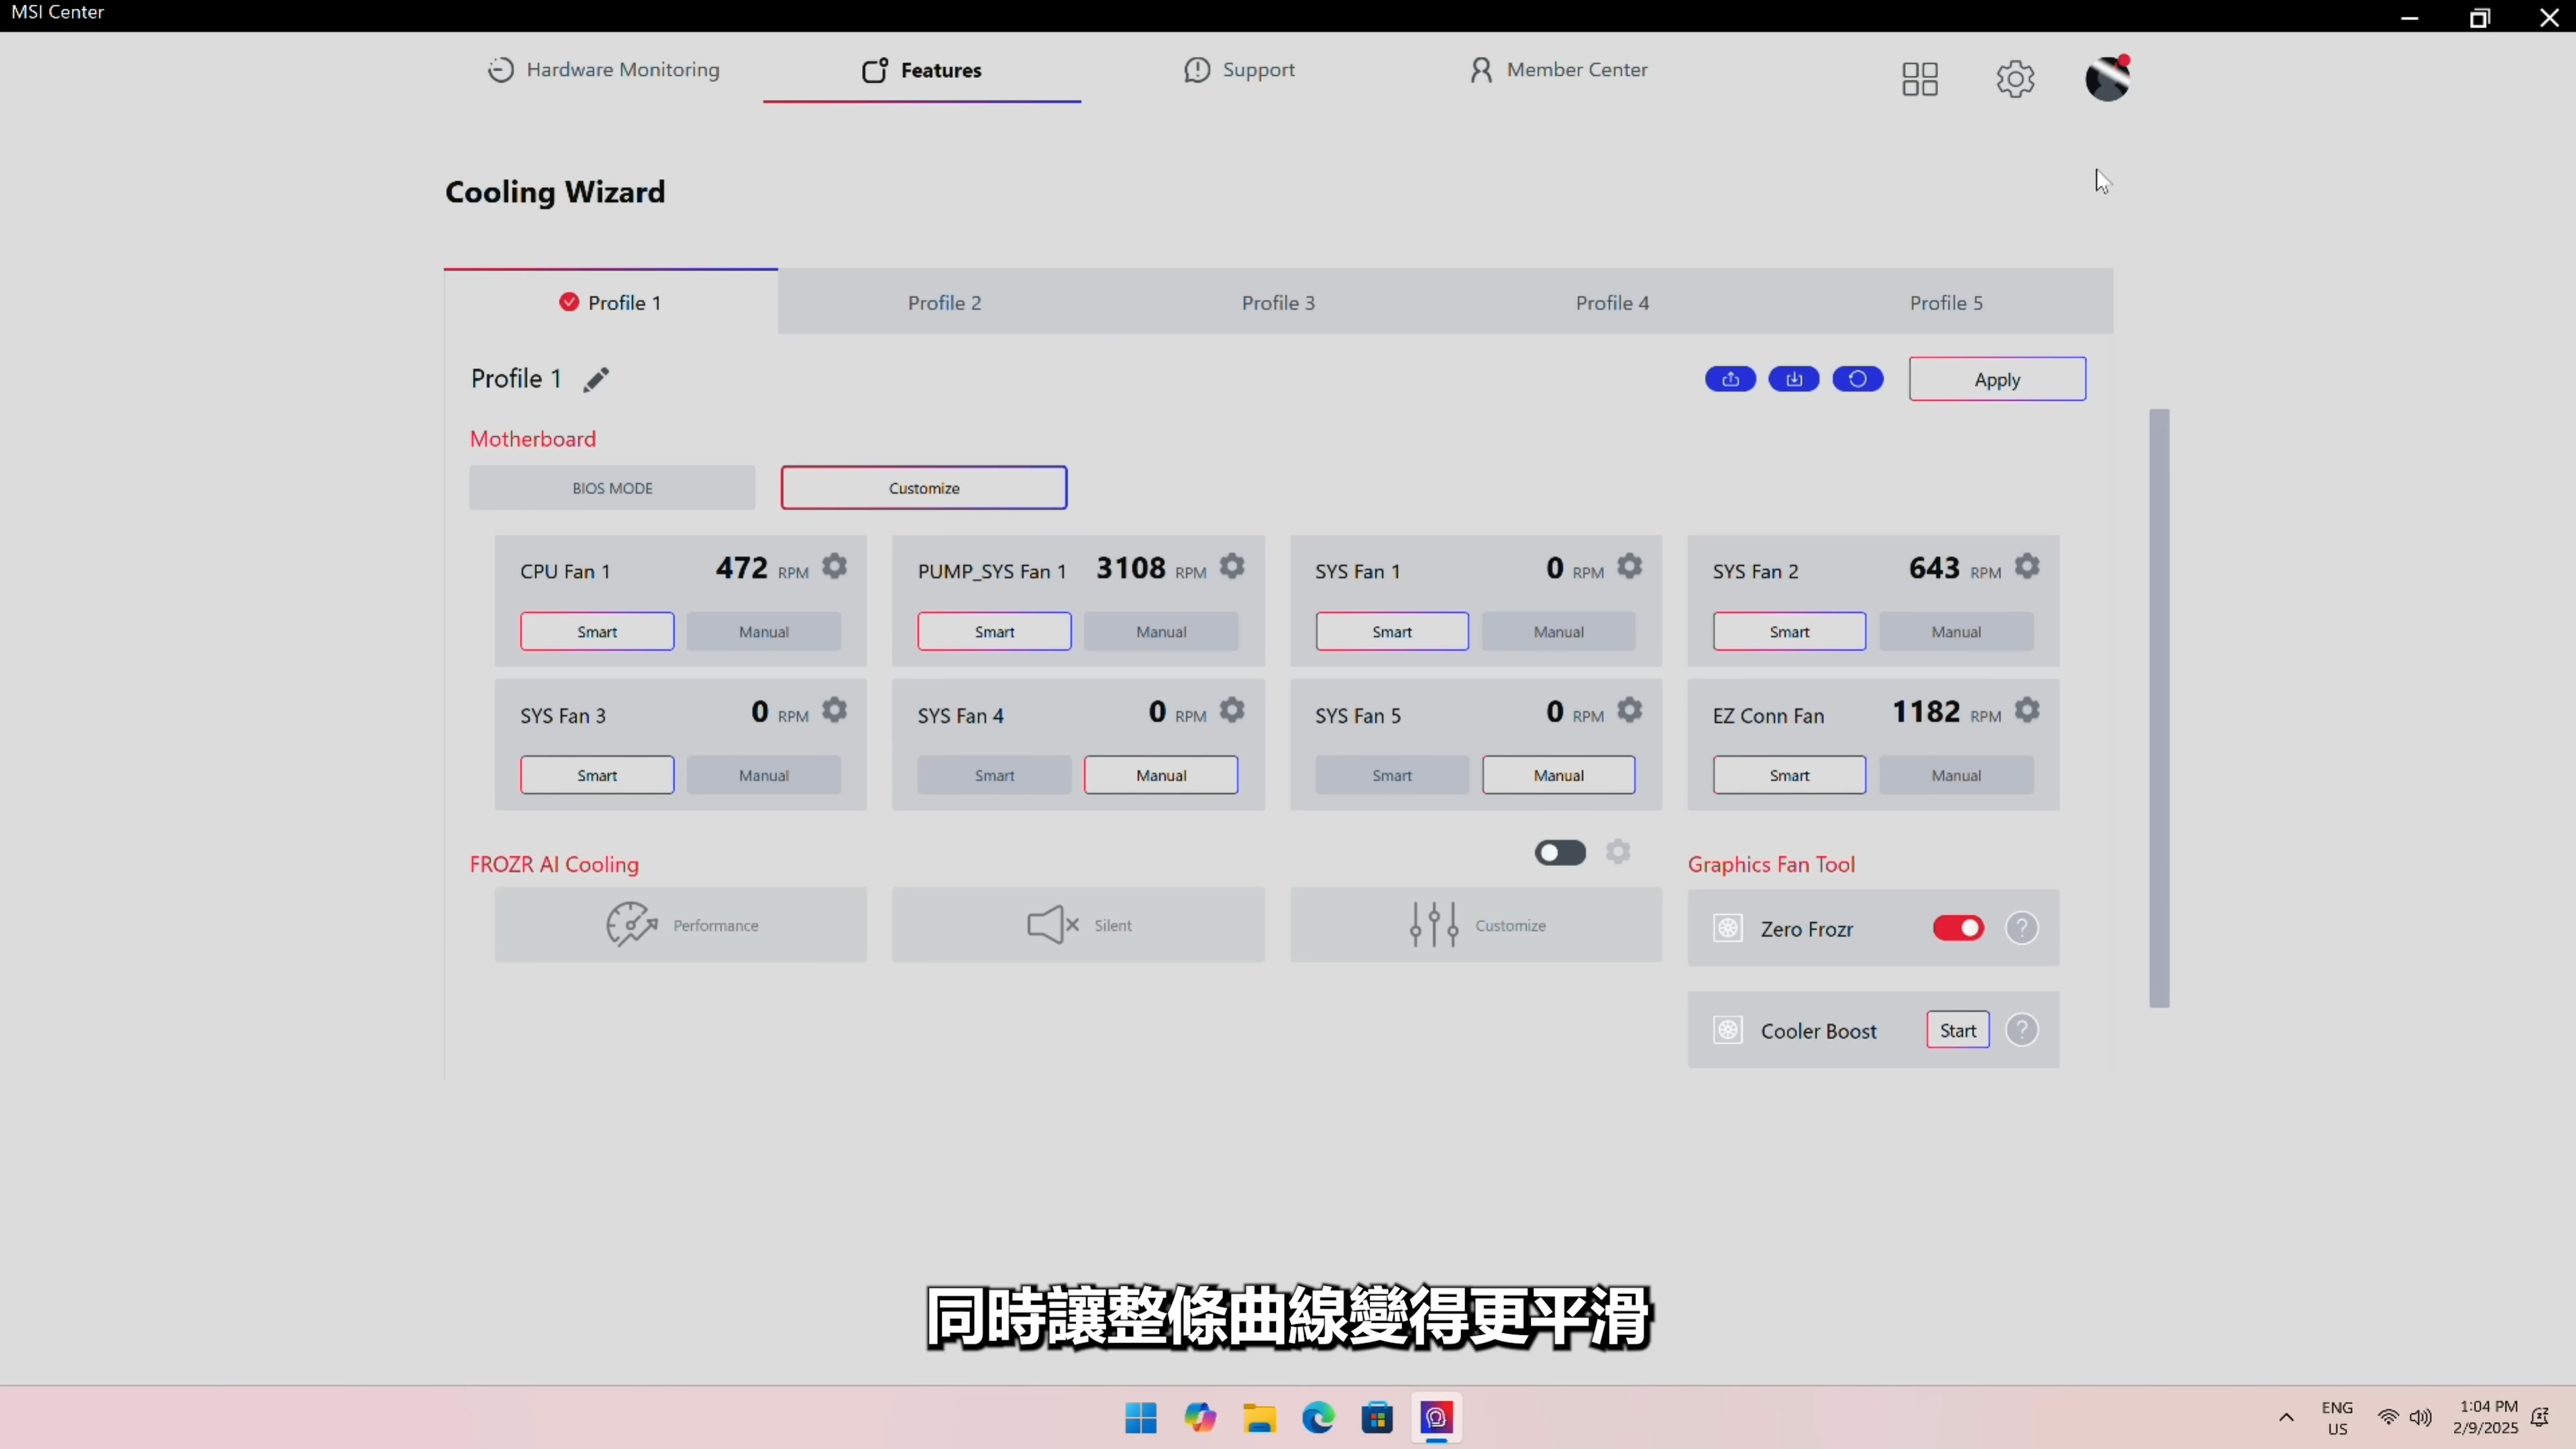 MSI Center
Hardware Monitoring
Features
Support
Member Center
Cooling Wizard
Profile 1
Profile 2
Profile 3
Profile 4
Profile 5
Profile 1
Apply
Motherboard
BIOS MODE
Customize
CPU Fan 1 472 RPM
Smart Manual
PUMP_SYS Fan 1 3108 RPM
Smart Manual
SYS Fan 1 0 RPM
Smart Manual
SYS Fan 2 643 RPM
Smart Manual
SYS Fan 3 0 RPM
Smart Manual
SYS Fan 4 0 RPM
Smart Manual
SYS Fan 5 0 RPM
Smart Manual
EZ Conn Fan 1182 RPM
Smart Manual
FROZR AI Cooling
Performance
Silent
Customize
Graphics Fan Tool
Zero Frozr ?
Cooler Boost Start ?
同時讓整條曲線變得更平滑
ENG
US
1:04 PM
2/9/2025